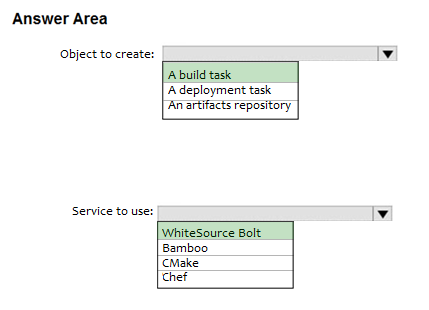 Answer Area
Object to create:
A build task
A deployment task
An artifacts repository
Service to use:
WhiteSource Bolt
Bamboo
CMake
Chef